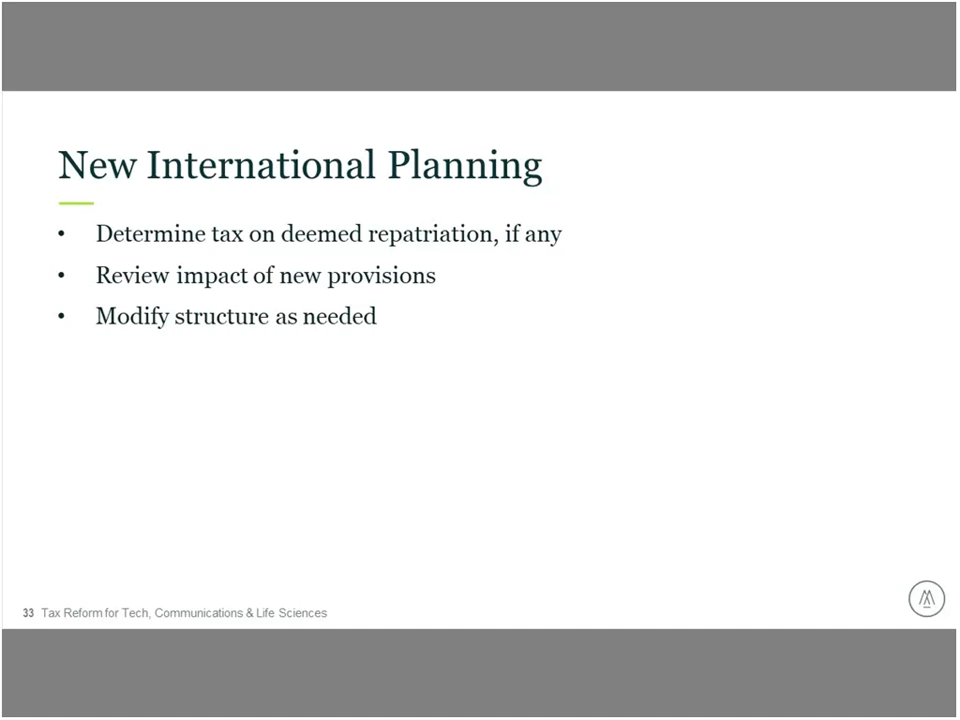 New International Planning
• Determine tax on deemed repatriation, if any
• Review impact of new provisions
• Modify structure as needed
33 Tax Reform for Tech, Communications & Life Sciences